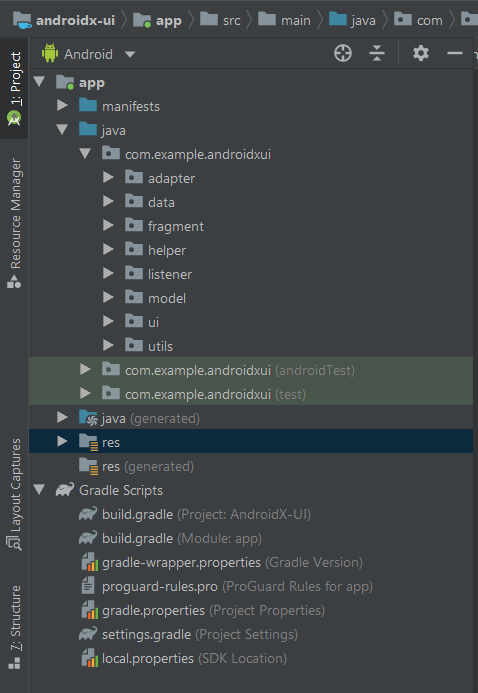 androidx-ui app src main java com
Android
app
manifests
java
com.example.androidxui
adapter
data
fragment
helper
listener
model
ui
utils
com.example.androidxui (androidTest)
com.example.androidxui (test)
java (generated)
res
res (generated)
Gradle Scripts
build.gradle (Project: AndroidX-UI)
build.gradle (Module: app)
gradle-wrapper.properties (Gradle Version)
proguard-rules.pro (ProGuard Rules for app)
gradle.properties (Project Properties)
settings.gradle (Project Settings)
local.properties (SDK Location)
1: Project
Resource Manager
Layout Captures
7: Structure